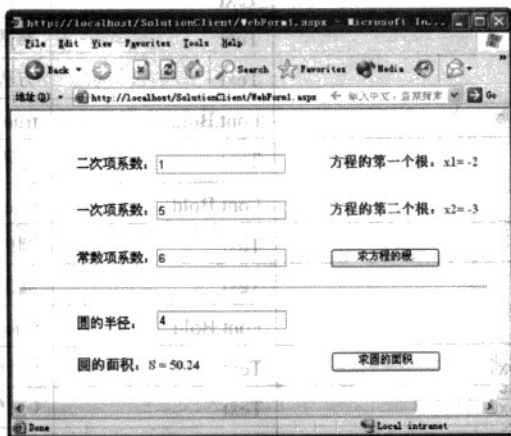 http://localhost/SolutionClient/WebForm1.aspx - Microsoft In...
File Edit View Favorites Tools Help
Back Search Favorites Media
地址(D) http://localhost/SolutionClient/WebForm1.aspx Go
二次项系数: 1 方程的第一个根: x1= -2
一次项系数: 5 方程的第二个根: x2= -3
常数项系数: 6 求方程的根
圆的半径: 4
圆的面积: S = 50.24 求圆的面积
Done Local intranet